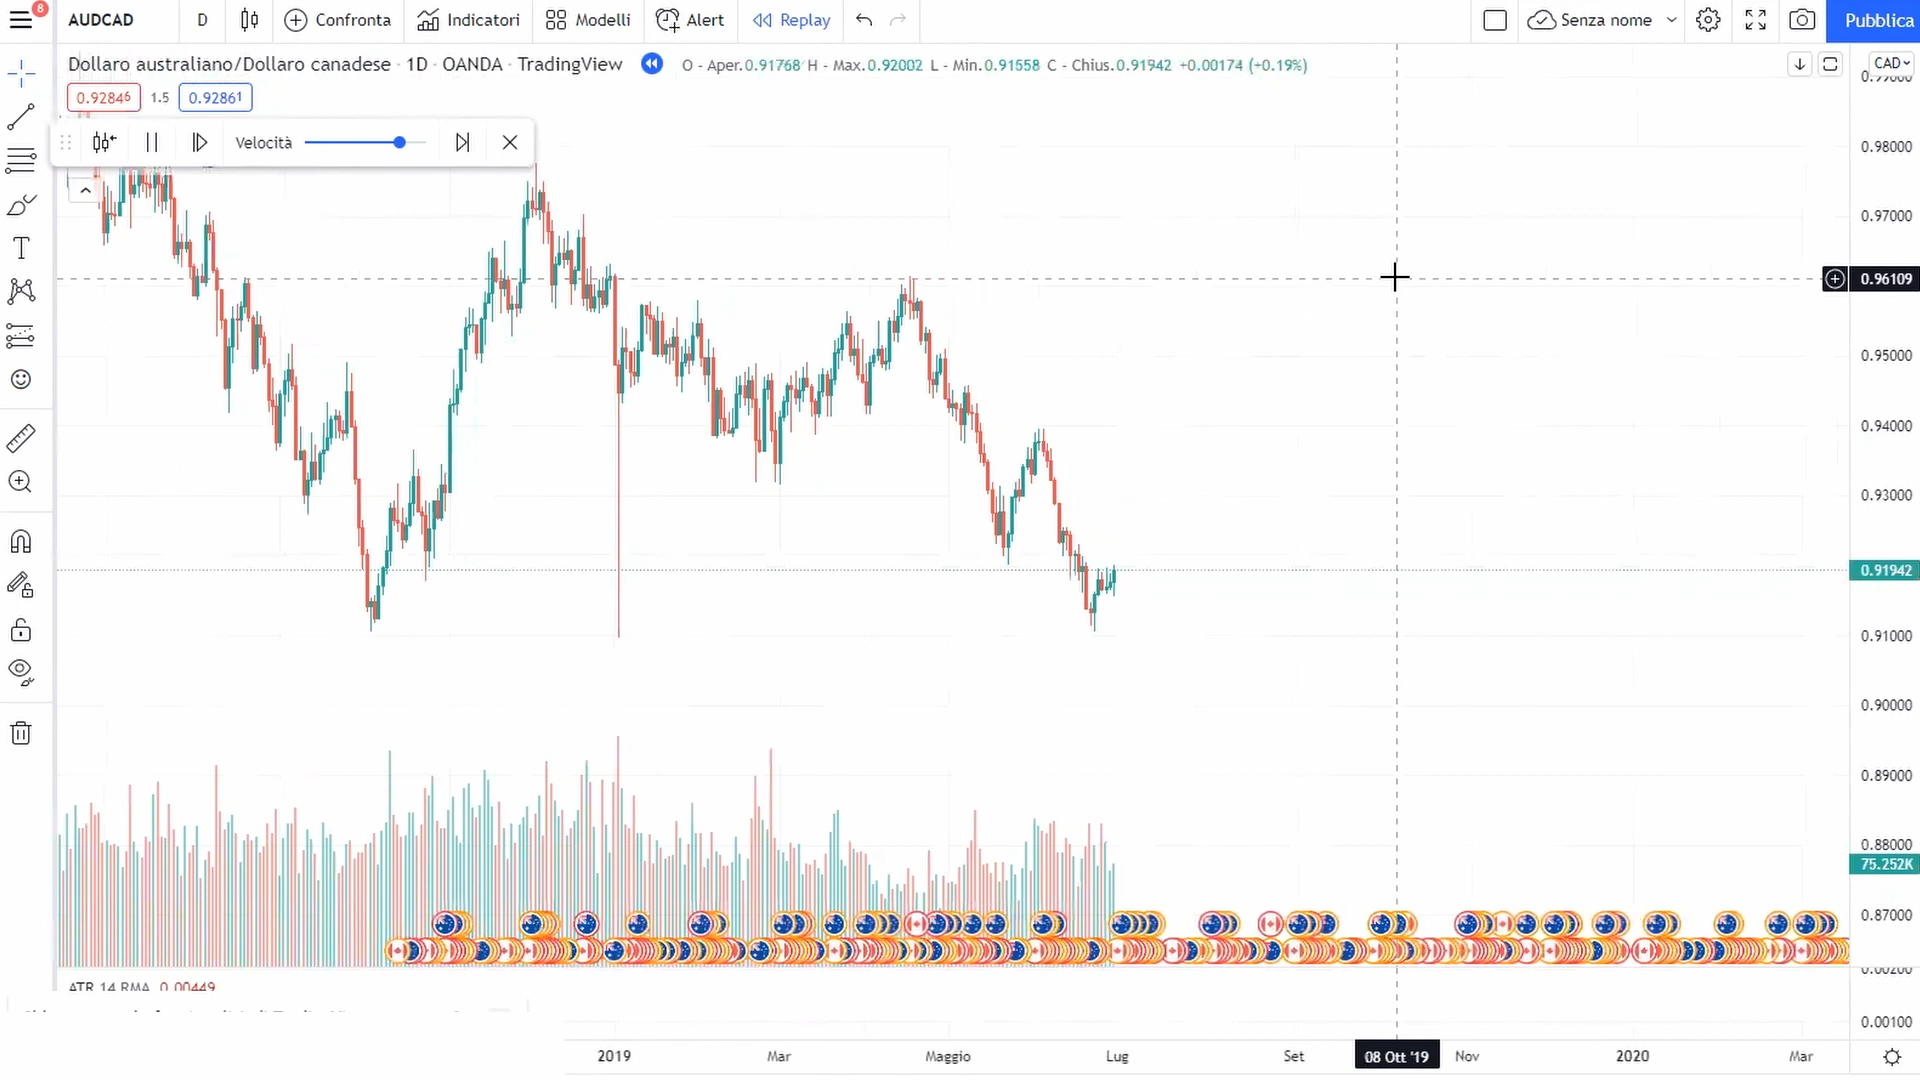 8
AUDCAD D Confronta Indicatori Modelli Alert Replay Senza nome Pubblica
Dollaro australiano/Dollaro canadese · 1D · OANDA · TradingView O - Aper.0.91768 H - Max.0.92002 L - Min.0.91558 C - Chius.0.91942 +0.00174 (+0.19%)
CAD
0.92846 1.5 0.92861
Velocità
0.98000
0.97000
0.96109
0.95000
0.94000
0.93000
0.91942
0.91000
0.90000
0.89000
0.88000
75.252K
0.87000
0.00200
ATR 14 RMA 0.00449
0.00100
2019 Mar Maggio Lug Set 08 Ott '19 Nov 2020 Mar